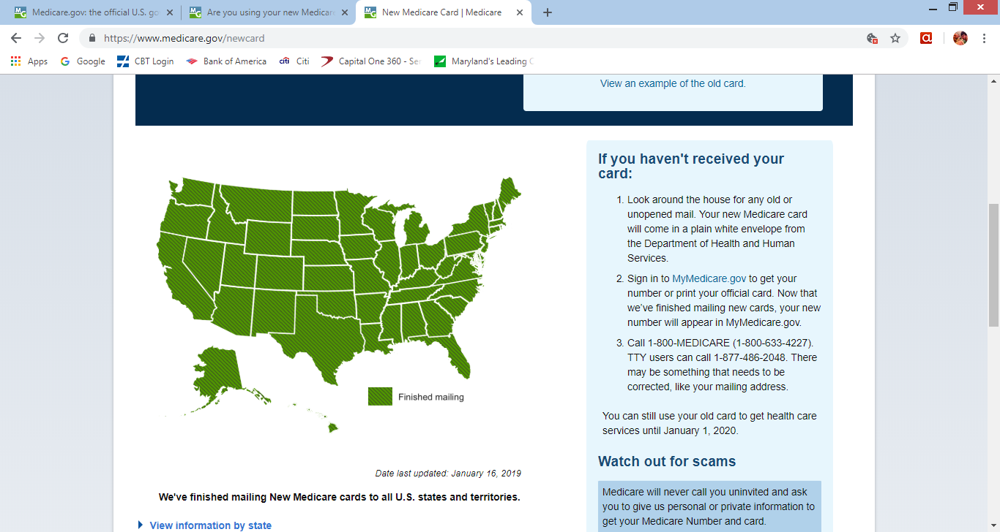 Medicare.gov: the official U.S. go
Are you using your new Medicare
New Medicare Card | Medicare
https://www.medicare.gov/newcard
Apps
Google
CBT Login
Bank of America
citi
Citi
Capital One 360 - Ser
Maryland's Leading C
View an example of the old card.
Finished mailing
Date last updated: January 16, 2019
We've finished mailing New Medicare cards to all U.S. states and territories.
View information by state
If you haven't received your
card:
1. Look around the house for any old or
unopened mail. Your new Medicare card
will come in a plain white envelope from
the Department of Health and Human
Services.
2. Sign in to MyMedicare.gov to get your
number or print your official card. Now that
we've finished mailing new cards, your new
number will appear in MyMedicare.gov.
3. Call 1-800-MEDICARE (1-800-633-4227).
TTY users can call 1-877-486-2048. There
may be something that needs to be
corrected, like your mailing address.
You can still use your old card to get health care
services until January 1, 2020.
Watch out for scams
Medicare will never call you uninvited and ask
you to give us personal or private information to
get your Medicare Number and card.